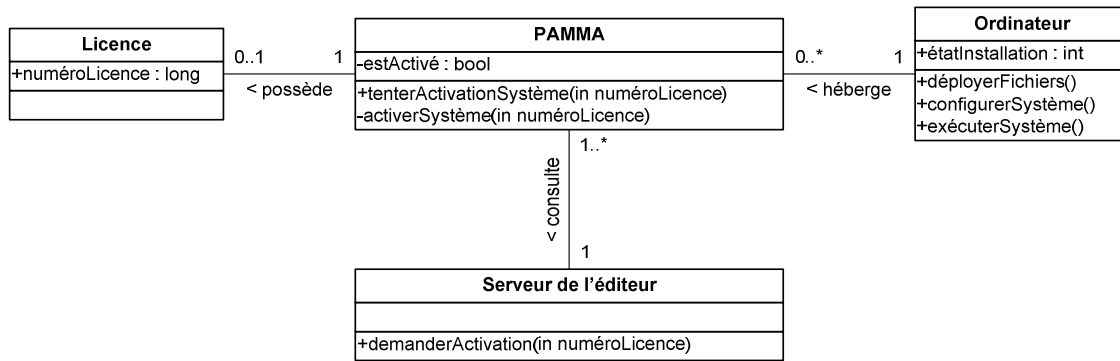 Licence
+numéroLicence : long
0..1
1
< possède
PAMMA
-estActivé : bool
+tenterActivationSystème(in numéroLicence)
-activerSystème(in numéroLicence)
0..*
1
< héberge
Ordinateur
+étatInstallation : int
+déployerFichiers()
+configurerSystème()
+exécuterSystème()
1..*
< consulte
1
Serveur de l'éditeur
+demanderActivation(in numéroLicence)